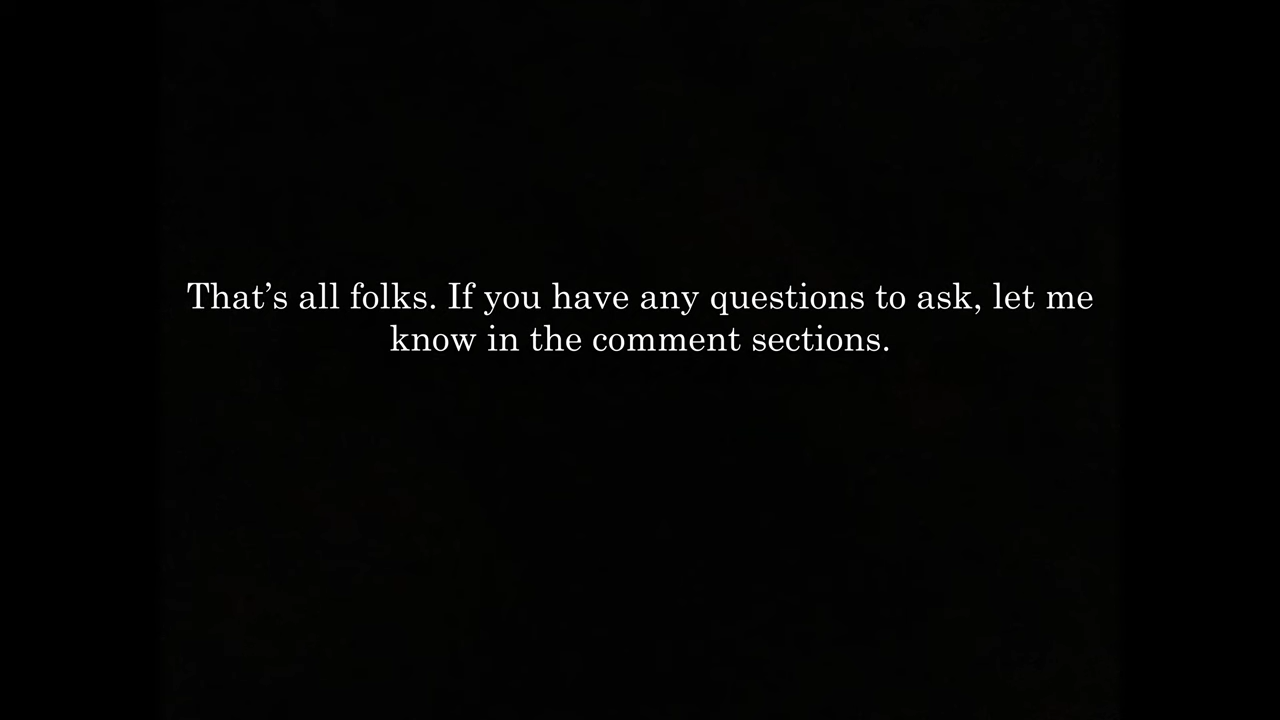 That’s all folks. If you have any questions to ask, let me
know in the comment sections.